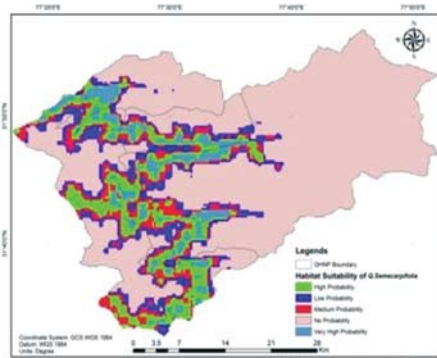 77°20'0"E 77°30'0"E 77°40'0"E 77°50'0"E
31°50'0"N
31°40'0"N
Legends
GHNP Boundary
Habitat Suitability of Q.Semecarpifolia
High Probability
Low Probability
Medium Probability
No Probability
Very High Probability
Coordinate System: GCS WGS 1984
Datum: WGS 1984
Units: Degree
0 3.5 7 14 21 28
Km